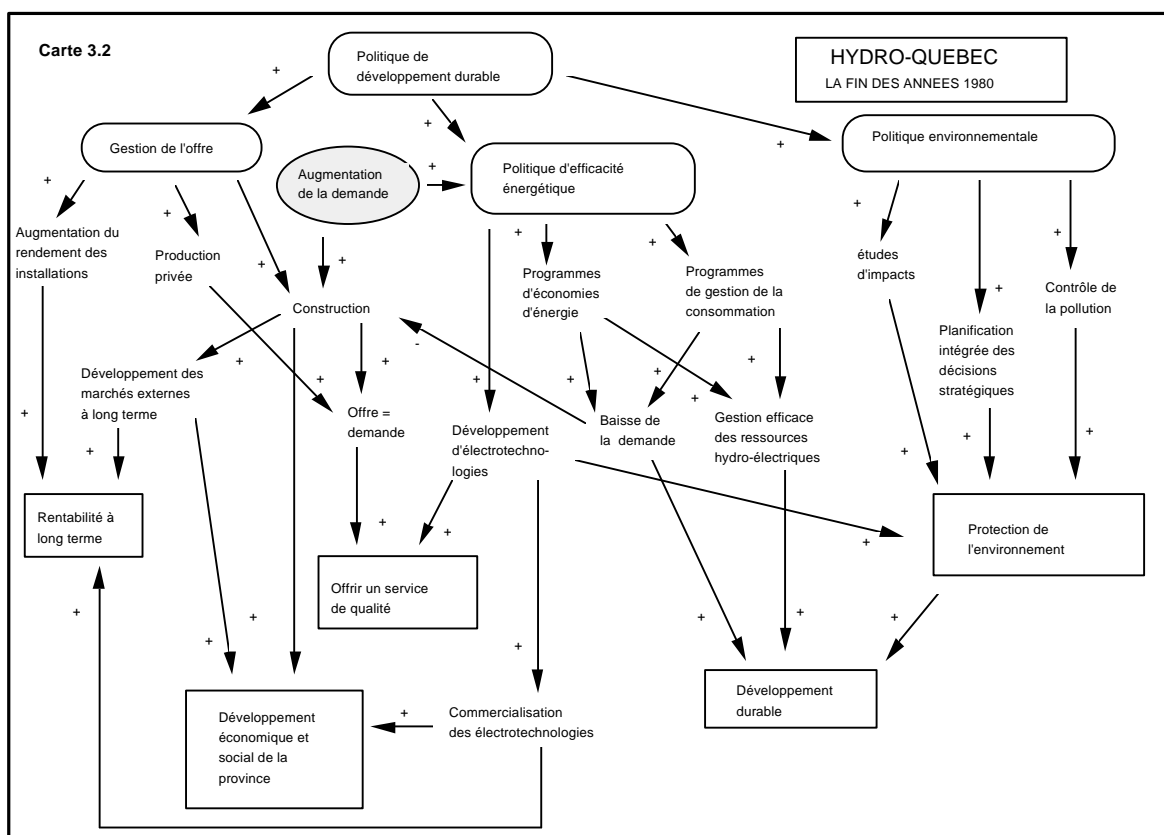 Carte 3.2
HYDRO-QUEBEC
LA FIN DES ANNEES 1980
Politique de
développement durable
+
+
+
+
Gestion de l'offre
Augmentation
de la demande
+
Politique d'efficacité
énergétique
Politique environnementale
+
+
+
+
+
+
+
+
+
+
+
Augmentation du
rendement des
installations
Production
privée
Programmes
d'économies
d'énergie
Programmes
de gestion de la
consommation
études
d'impacts
Contrôle de
la pollution
Construction
Planification
intégrée des
décisions
stratégiques
-
+
+
+
+
+
+
+
+
+
Développement des
marchés externes
à long terme
Offre =
demande
Développement
d'électrotechno-
logies
Baisse de
la demande
Gestion efficace
des ressources
hydro-électriques
+
+
+
+
+
+
+
+
Rentabilité à
long terme
Offrir un service
de qualité
Protection de
l'environnement
+
+
+
+
+
+
+
Développement
économique et
social de la
province
+
Commercialisation
des électrotechnologies
Développement
durable